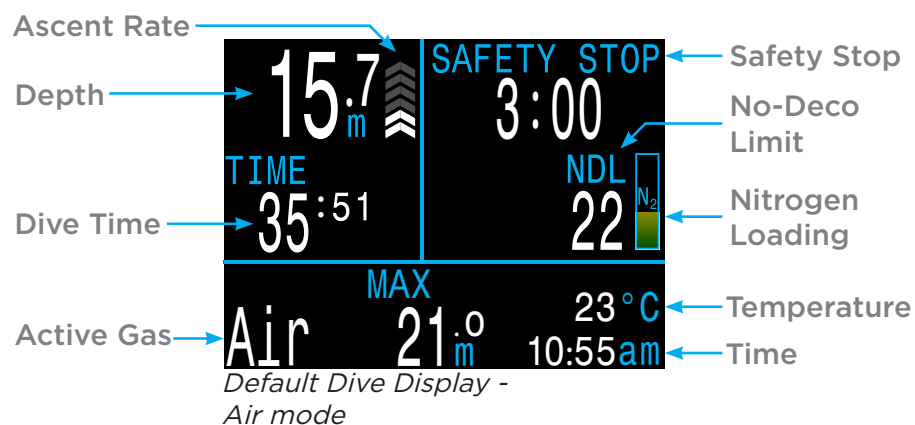 Ascent Rate
Depth
15.7m
SAFETY STOP
3:00
Safety Stop
No-Deco
Limit
TIME
35:51
Dive Time
NDL
22
N2
Nitrogen
Loading
MAX
Active Gas
Air
21.0m
23°C
10:55am
Temperature
Time
Default Dive Display -
Air mode